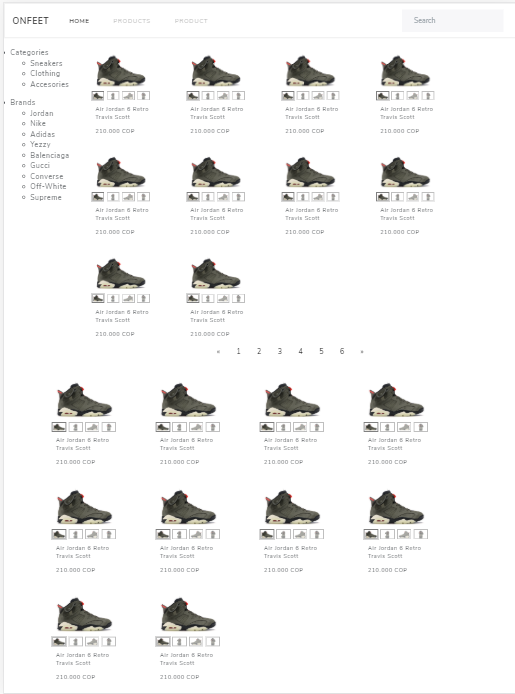 ONFEET HOME PRODUCTS PRODUCT Search
Categories
Sneakers
Clothing
Accesories
Brands
Jordan
Nike
Adidas
Yezzy
Balenciaga
Gucci
Converse
Off-White
Supreme
Air Jordan 6 Retro Air Jordan 6 Retro Air Jordan 6 Retro Air Jordan 6 Retro
Travis Scott Travis Scott Travis Scott Travis Scott
210.000 COP 210.000 COP 210.000 COP 210.000 COP
Air Jordan 6 Retro Air Jordan 6 Retro Air Jordan 6 Retro Air Jordan 6 Retro
Travis Scott Travis Scott Travis Scott Travis Scott
210.000 COP 210.000 COP 210.000 COP 210.000 COP
Air Jordan 6 Retro Air Jordan 6 Retro
Travis Scott Travis Scott
210.000 COP 210.000 COP
« 1 2 3 4 5 6 »
Air Jordan 6 Retro Air Jordan 6 Retro Air Jordan 6 Retro Air Jordan 6 Retro
Travis Scott Travis Scott Travis Scott Travis Scott
210.000 COP 210.000 COP 210.000 COP 210.000 COP
Air Jordan 6 Retro Air Jordan 6 Retro Air Jordan 6 Retro Air Jordan 6 Retro
Travis Scott Travis Scott Travis Scott Travis Scott
210.000 COP 210.000 COP 210.000 COP 210.000 COP
Air Jordan 6 Retro Air Jordan 6 Retro
Travis Scott Travis Scott
210.000 COP 210.000 COP